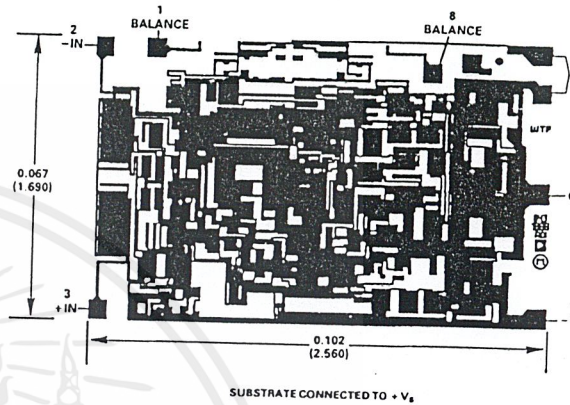 1
BALANCE
8
BALANCE
2
-IN
0.067
(1.690)
3
+IN
0.102
(2.560)
SUBSTRATE CONNECTED TO + Vs